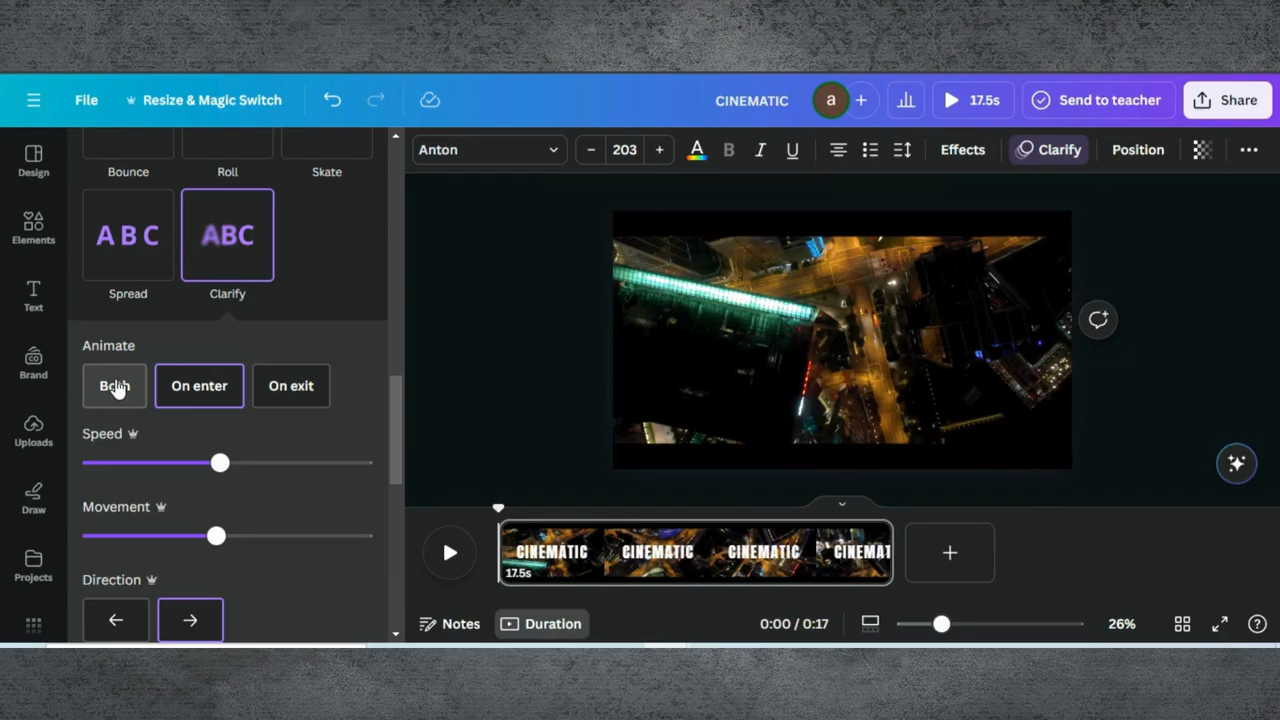 File
Resize & Magic Switch
CINEMATIC
a
17.5s
Send to teacher
Share
Design
Elements
Text
Brand
Uploads
Draw
Projects
Bounce
Roll
Skate
A B C
ABC
Spread
Clarify
Animate
Both
On enter
On exit
Speed
Movement
Direction
Anton
203
A
B
I
U
Effects
Clarify
Position
CINEMATIC
CINEMATIC
CINEMATIC
CINEMAT
17.5s
Notes
Duration
0:00 / 0:17
26%